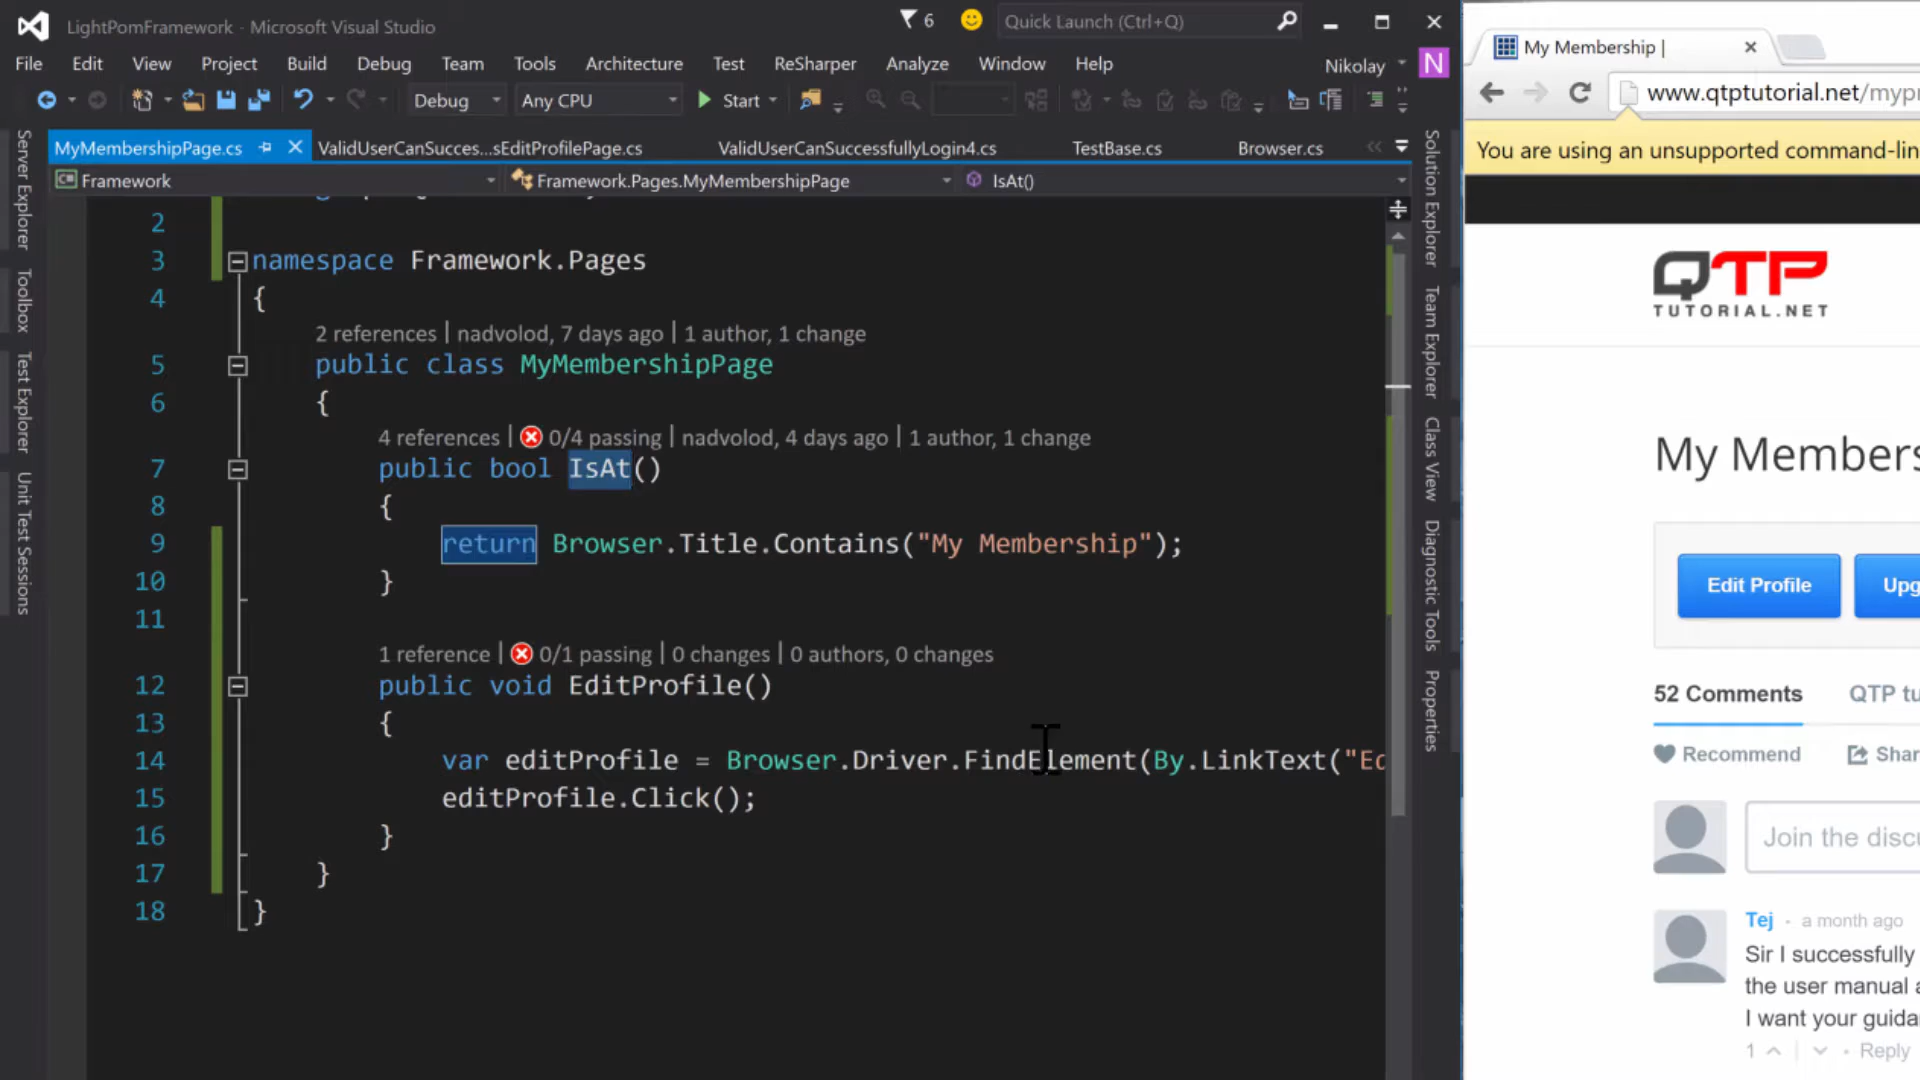 LightPomFramework - Microsoft Visual Studio
6
Quick Launch (Ctrl+Q)
File Edit View Project Build Debug Team Tools Architecture Test ReSharper Analyze Window Help
Nikolay
N
Debug
Any CPU
Start
MyMembershipPage.cs
ValidUserCanSucces...sEditProfilePage.cs
ValidUserCanSuccessfullyLogin4.cs
TestBase.cs
Browser.cs
Framework
Framework.Pages.MyMembershipPage
IsAt()
Server Explorer
Toolbox
Test Explorer
Unit Test Sessions
2
3 namespace Framework.Pages
4 {
2 references | nadvolod, 7 days ago | 1 author, 1 change
5 public class MyMembershipPage
6 {
4 references | 0/4 passing | nadvolod, 4 days ago | 1 author, 1 change
7 public bool IsAt()
8 {
9 return Browser.Title.Contains("My Membership");
10 }
11
1 reference | 0/1 passing | 0 changes | 0 authors, 0 changes
12 public void EditProfile()
13 {
14 var editProfile = Browser.Driver.FindElement(By.LinkText("Ed
15 editProfile.Click();
16 }
17 }
18 }
Solution Explorer
Team Explorer
Class View
Diagnostic Tools
Properties
My Membership |
www.qtptutorial.net/mypr
You are using an unsupported command-lin
QTP
TUTORIAL.NET
My Members
Edit Profile
Upg
52 Comments
QTP tu
Recommend
Shar
Join the discu
Tej - a month ago
Sir I successfully
the user manual a
I want your guida
1
Reply